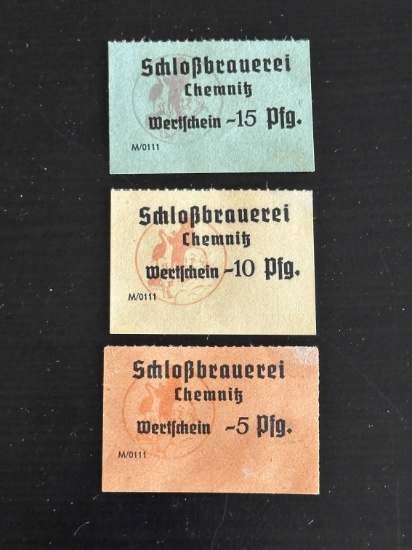 Schloßbrauerei
Chemnitz
Wertschein -15 Pfg.
M/0111
Schloßbrauerei
Chemnitz
Wertschein -10 Pfg.
M/0111
Schloßbrauerei
Chemnitz
Wertschein -5 Pfg.
M/0111